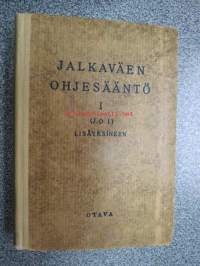 JALKAVÄEN
OHJESÄÄNTÖ
I
(J.O I)
LISÄYKSINEEN
OTAVA